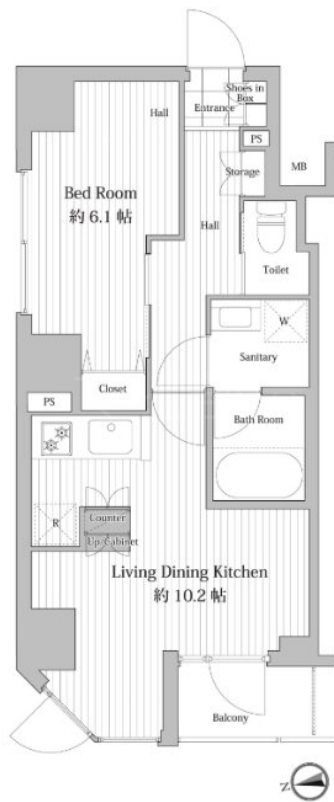 Shoes in
Box
Entrance
Hall
PS
Bed Room
約 6.1 帖
Storage
MB
Hall
Toilet
W
Sanitary
Closet
PS
Bath Room
R
Counter
Up Cabinet
Living Dining Kitchen
約 10.2 帖
Balcony
N